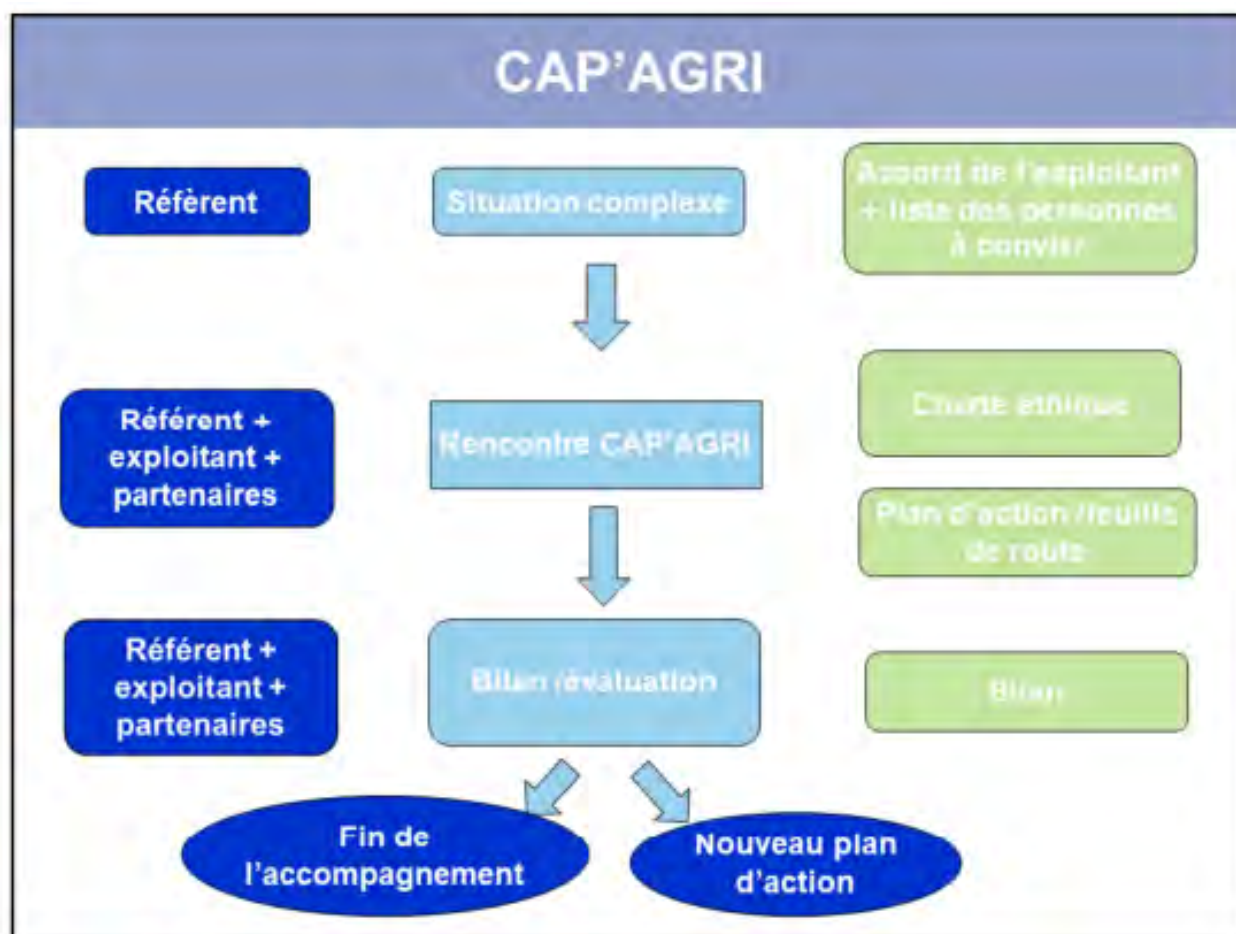 CAP'AGRI
Réfèrent
Situation complexe
Accord de l'exploitant
+ liste des personnes
à convier
Référent +
exploitant +
partenaires
Rencontre CAP'AGRI
Charte éthique
Plan d'action /feuille
de route
Référent +
exploitant +
partenaires
Bilan /évaluation
Bilan
Fin de
l'accompagnement
Nouveau plan
d'action